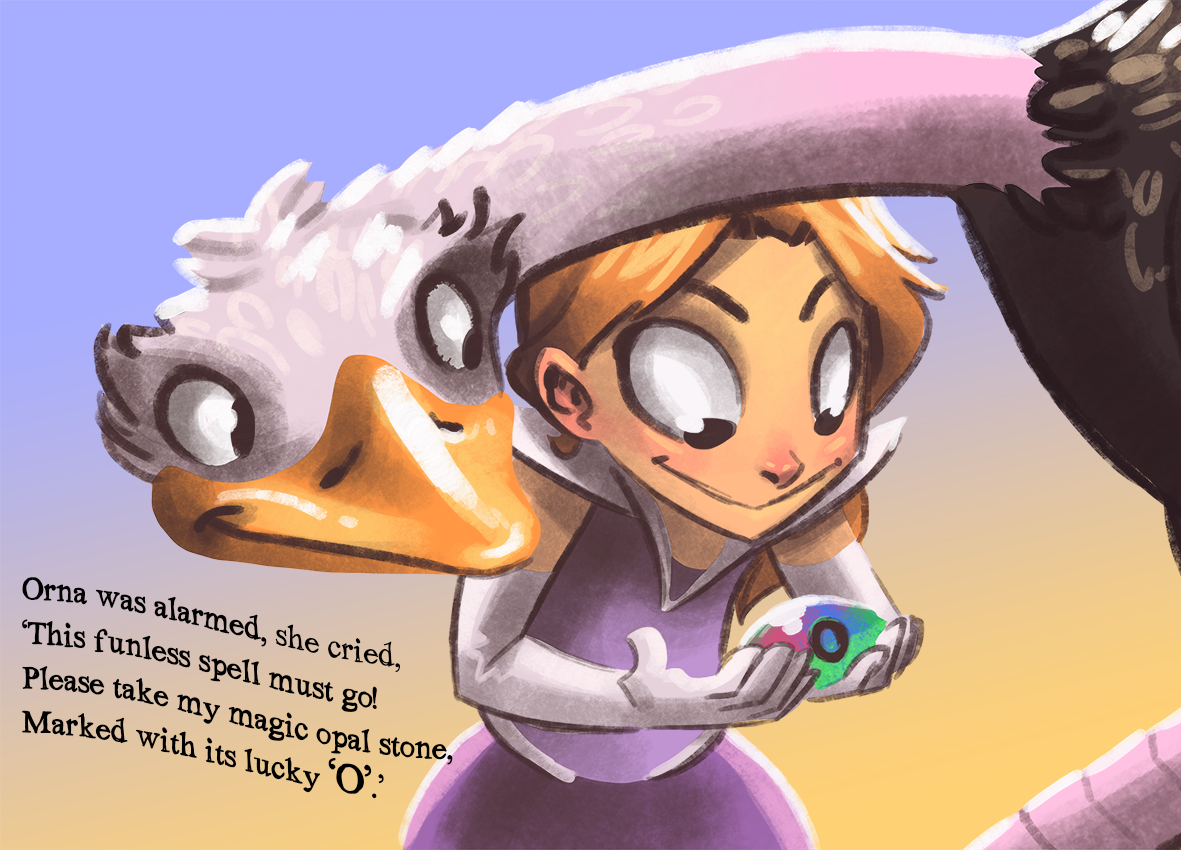 Orna was alarmed, she cried,
‘This funless spell must go!
Please take my magic opal stone,
Marked with its lucky ‘O’.’
O